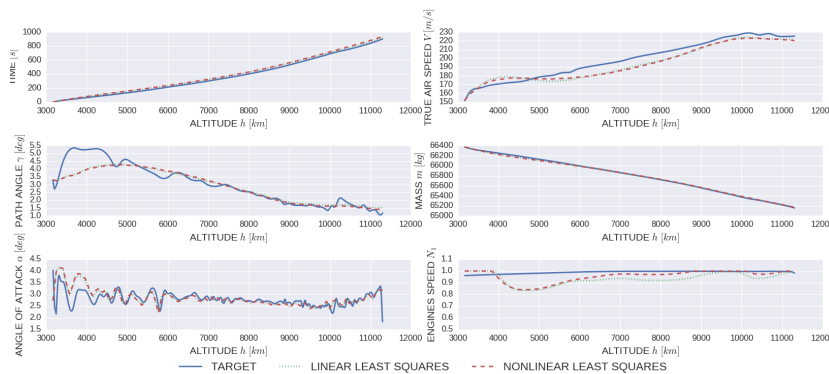 1000
800
600
400
200
0
TIME [s]
3000 4000 5000 6000 7000 8000 9000 10000 11000 12000
ALTITUDE h [km]
230
220
210
200
190
180
170
160
150
TRUE AIR SPEED V [m/s]
3000 4000 5000 6000 7000 8000 9000 10000 11000 1200
ALTITUDE h [km]
5.5
5.0
4.5
4.0
3.5
3.0
2.5
2.0
1.5
1.0
PATH ANGLE γ [deg]
3000 4000 5000 6000 7000 8000 9000 10000 11000 12000
ALTITUDE h [km]
66400
66200
66000
65800
65600
65400
65200
65000
MASS m [kg]
3000 4000 5000 6000 7000 8000 9000 10000 11000 1200
ALTITUDE h [km]
4.5
4.0
3.5
3.0
2.5
2.0
1.5
ANGLE OF ATTACK α [deg]
3000 4000 5000 6000 7000 8000 9000 10000 11000 12000
ALTITUDE h [km]
1.1
1.0
0.9
0.8
0.7
0.6
0.5
ENGINES SPEED N₁
3000 4000 5000 6000 7000 8000 9000 10000 11000 1200
ALTITUDE h [km]
TARGET LINEAR LEAST SQUARES NONLINEAR LEAST SQUARES